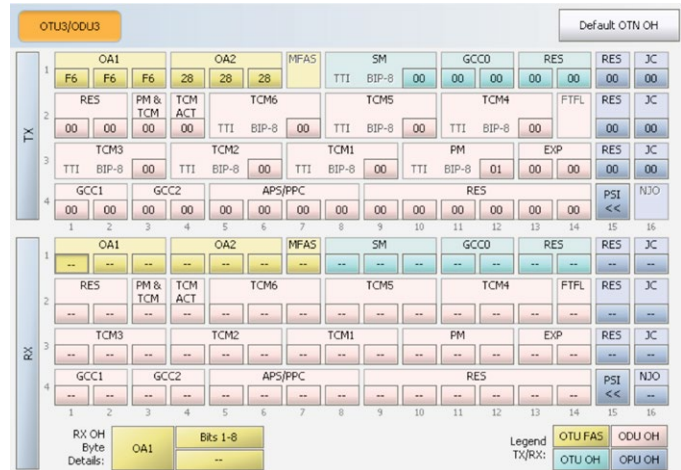 OTU3/ODU3 Default OTN OH
OA1 OA2 MFAS SM GCC0 RES RES JC
1 F6 F6 F6 28 28 28 TTI BIP-8 00 00 00 00 00 00 00
RES PM & TCM TCM ACT TCM6 TCM5 TCM4 FTFL RES JC
2 00 00 00 00 TTI BIP-8 00 TTI BIP-8 00 TTI BIP-8 00 00 00
TX
TCM3 TCM2 TCM1 PM EXP RES JC
3 TTI BIP-8 00 TTI BIP-8 00 TTI BIP-8 00 TTI BIP-8 01 00 00 00 00
GCC1 GCC2 APS/PPC RES PSI << NJO
4 00 00 00 00 00 00 00 00 00 00 00 00 00 00
1 2 3 4 5 6 7 8 9 10 11 12 13 14 15 16
OA1 OA2 MFAS SM GCC0 RES RES JC
1 -- -- -- -- -- -- -- -- -- -- -- -- -- -- -- --
RES PM & TCM TCM ACT TCM6 TCM5 TCM4 FTFL RES JC
2 -- -- -- -- -- -- -- -- -- -- -- -- -- -- -- --
RX
TCM3 TCM2 TCM1 PM EXP RES JC
3 -- -- -- -- -- -- -- -- -- -- -- -- -- -- -- --
GCC1 GCC2 APS/PPC RES PSI << NJO
4 -- -- -- -- -- -- -- -- -- -- -- -- -- -- --
1 2 3 4 5 6 7 8 9 10 11 12 13 14 15 16
RX OH Byte Details: OA1 Bits 1-8 --
Legend TX/RX: OTU FAS ODU OH
OTU OH OPU OH